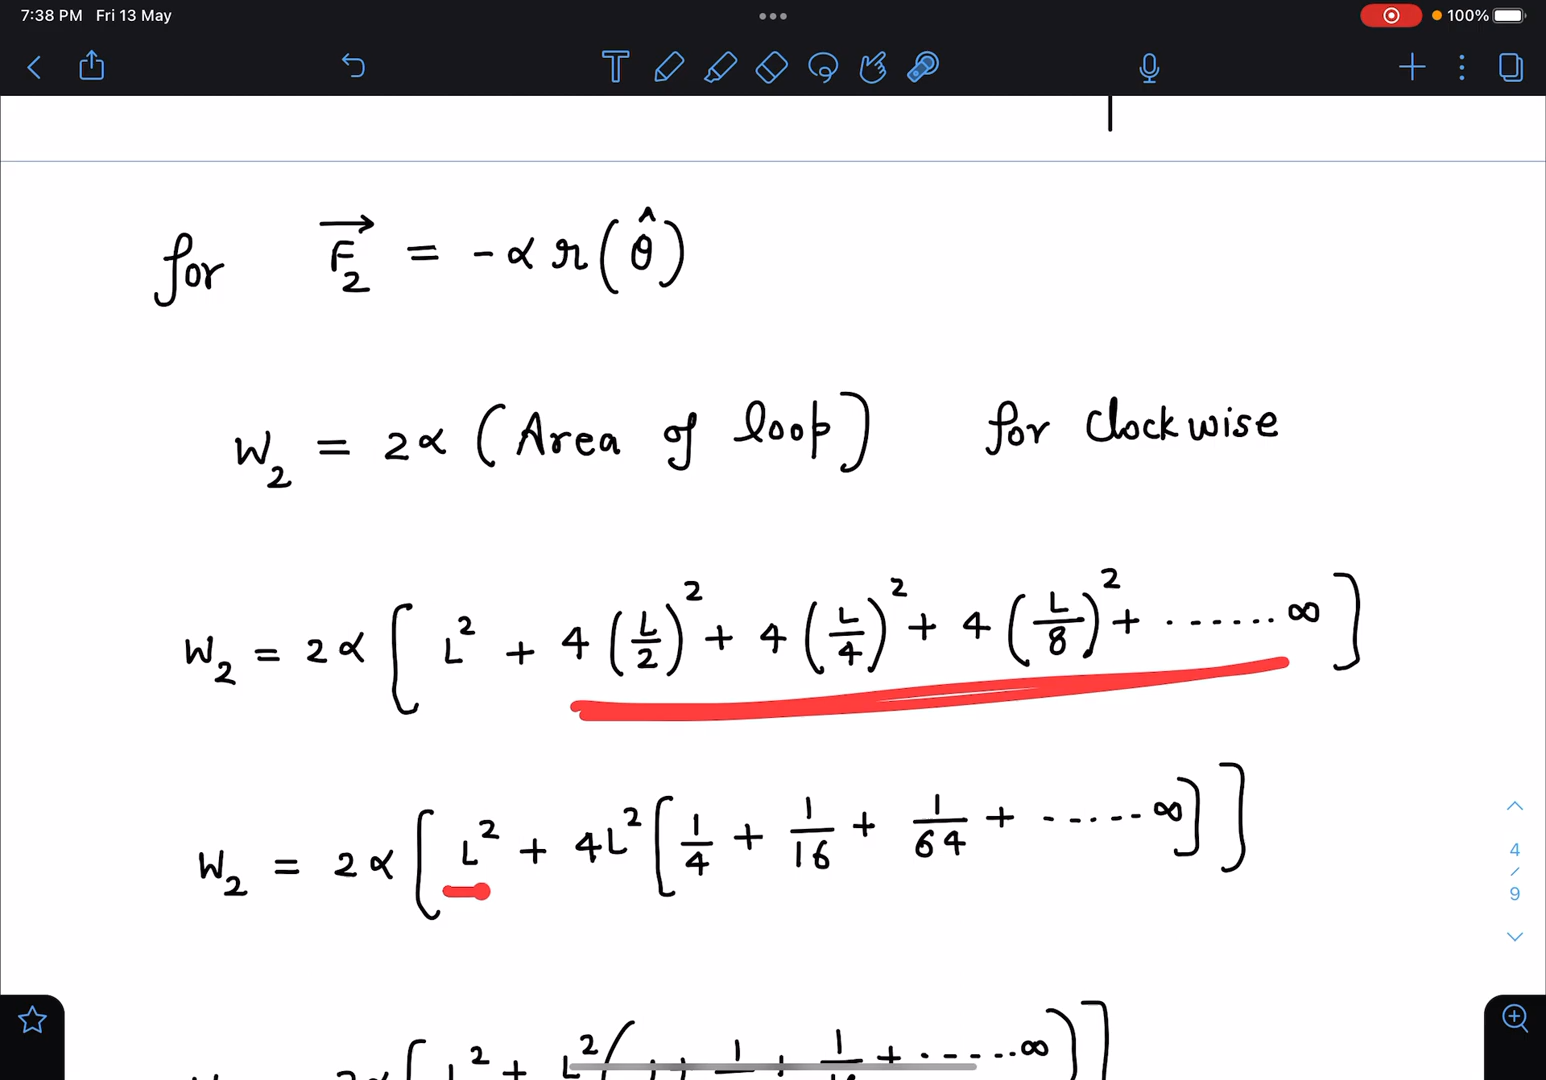 7:38 PM Fri 13 May
100%
for F₂ = -α r(θ̂)
W₂ = 2α (Area of loop) for clockwise
W₂ = 2α [ L² + 4(L/2)² + 4(L/4)² + 4(L/8)² + ...... ∞ ]
W₂ = 2α [ L² + 4L² [ 1/4 + 1/16 + 1/64 + ...... ∞ ] ]
4/9